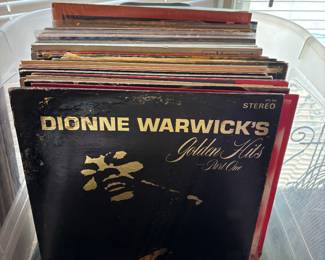 STEREO
DIONNE WARWICK'S
Golden Hits
Part One